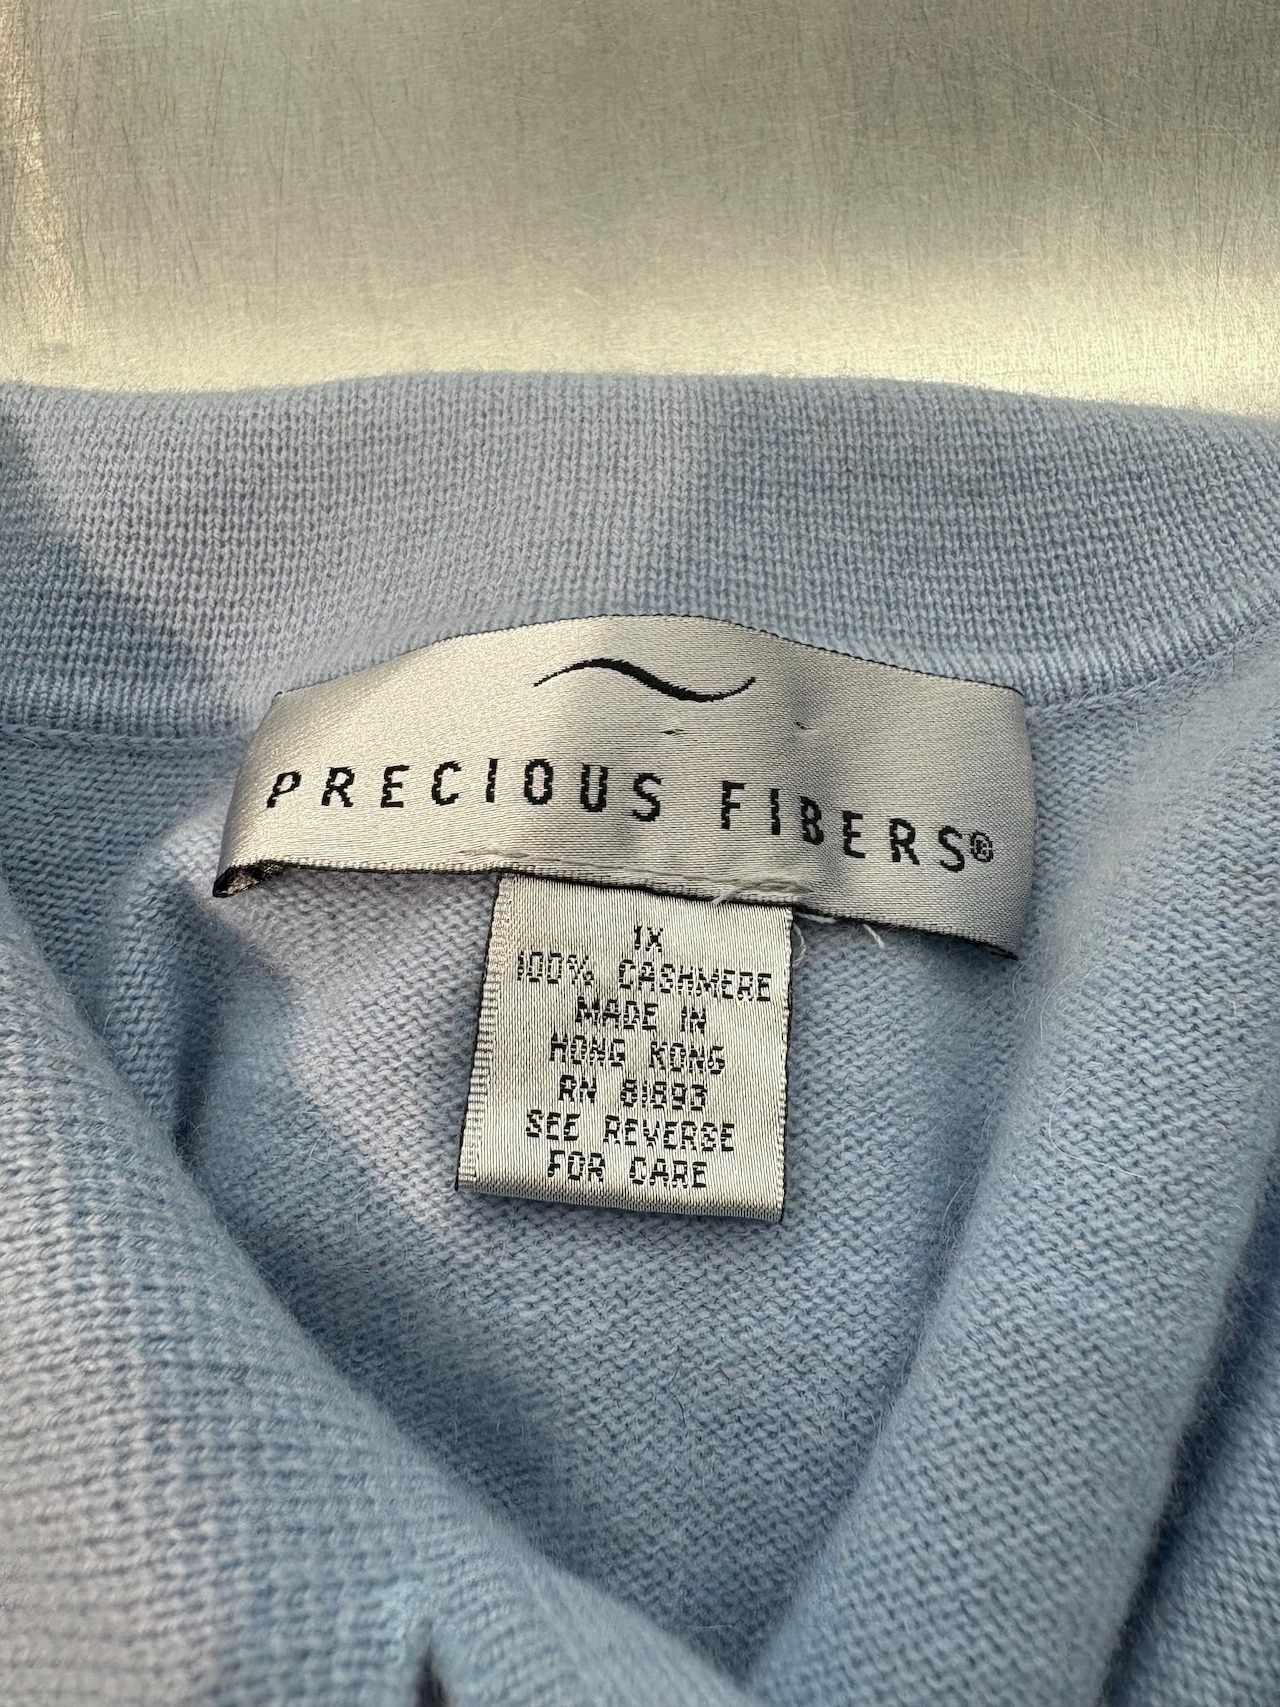 PRECIOUS FIBERS®
1X
100% CASHMERE
MADE IN
HONG KONG
RN 81893
SEE REVERSE
FOR CARE